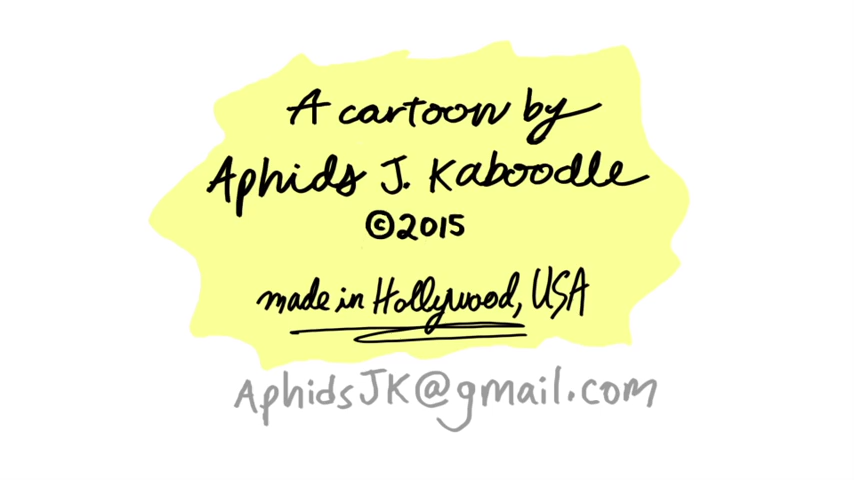 A cartoon by
Aphids J. Kaboodle
©2015
made in Hollywood, USA
AphidsJK@gmail.com